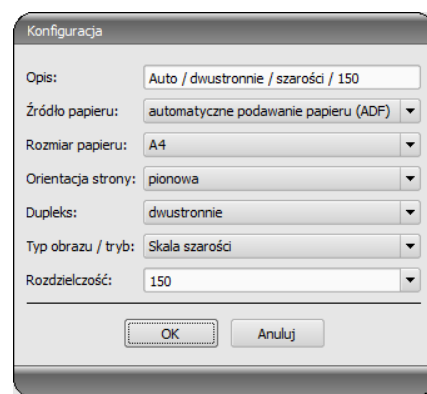 Konfiguracja
Opis: Auto / dwustronnie / szarości / 150
Źródło papieru: automatyczne podawanie papieru (ADF)
Rozmiar papieru: A4
Orientacja strony: pionowa
Dupleks: dwustronnie
Typ obrazu / tryb: Skala szarości
Rozdzielczość: 150
OK Anuluj